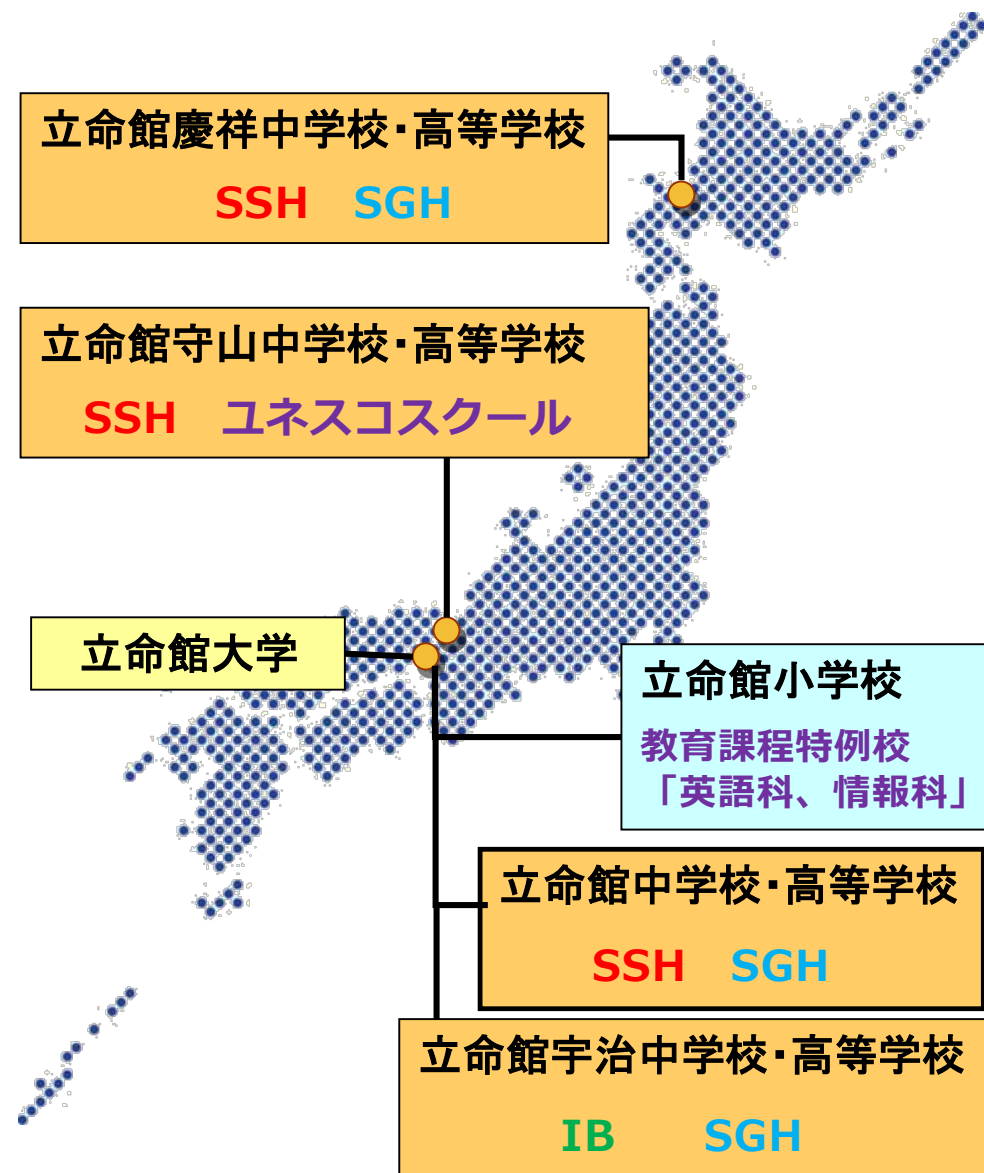 立命館慶祥中学校・高等学校
SSH SGH
立命館守山中学校・高等学校
SSH ユネスコスクール
立命館大学
立命館小学校
教育課程特例校
「英語科、情報科」
立命館中学校・高等学校
SSH SGH
立命館宇治中学校・高等学校
IB SGH